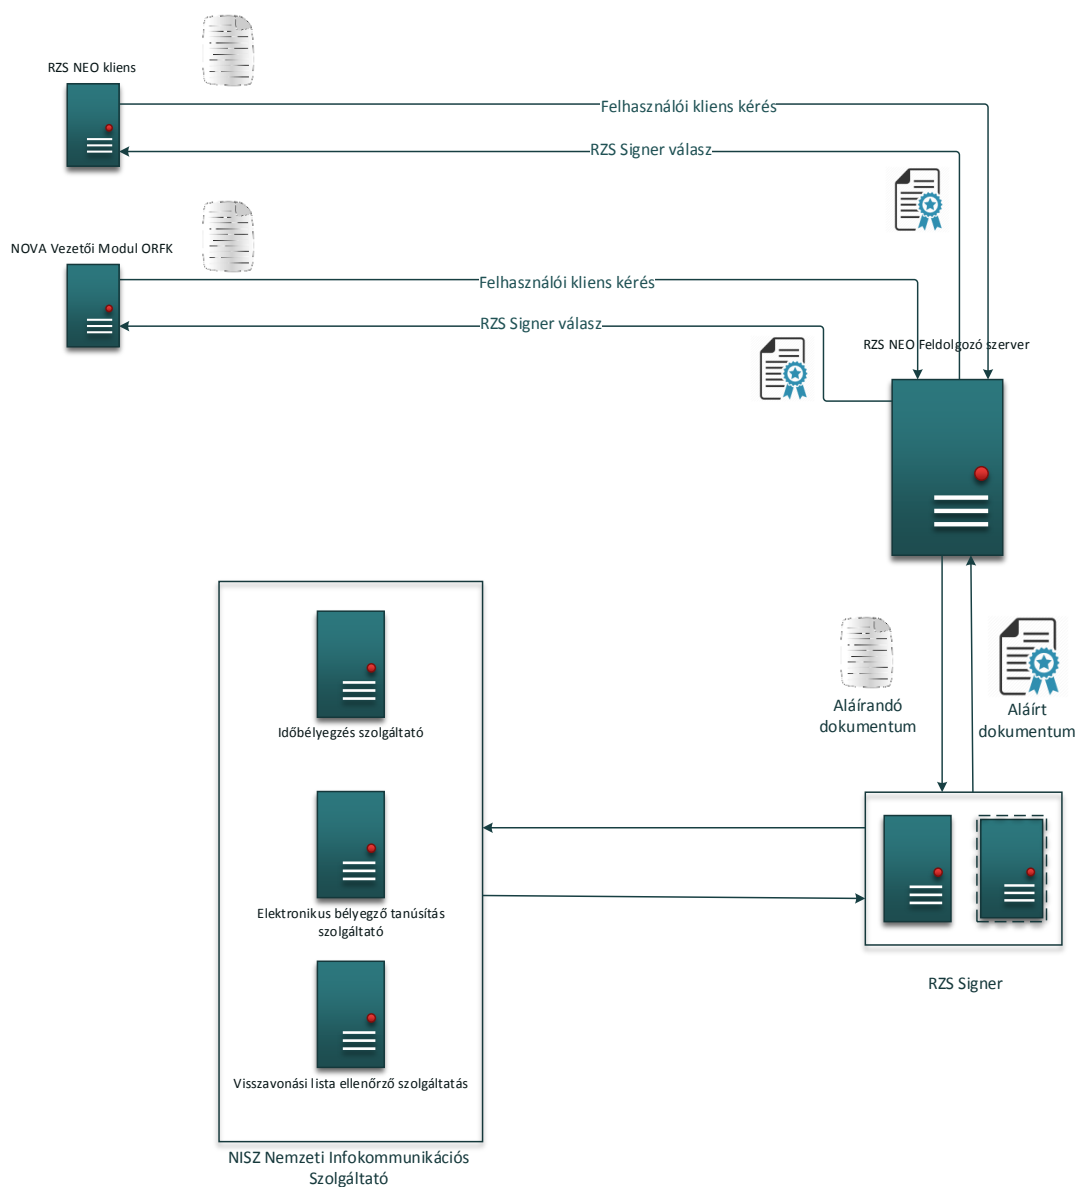 RZS NEO kliens
Felhasználói kliens kérés
RZS Signer válasz
NOVA Vezetői Modul ORFK
Felhasználói kliens kérés
RZS Signer válasz
RZS NEO Feldolgozó szerver
Aláírandó
dokumentum
Aláírt
dokumentum
Időbélyegzés szolgáltató
Elektronikus bélyegző tanúsítás
szolgáltató
RZS Signer
Visszavonási lista ellenőrző szolgáltatás
NISZ Nemzeti Infokommunikációs
Szolgáltató